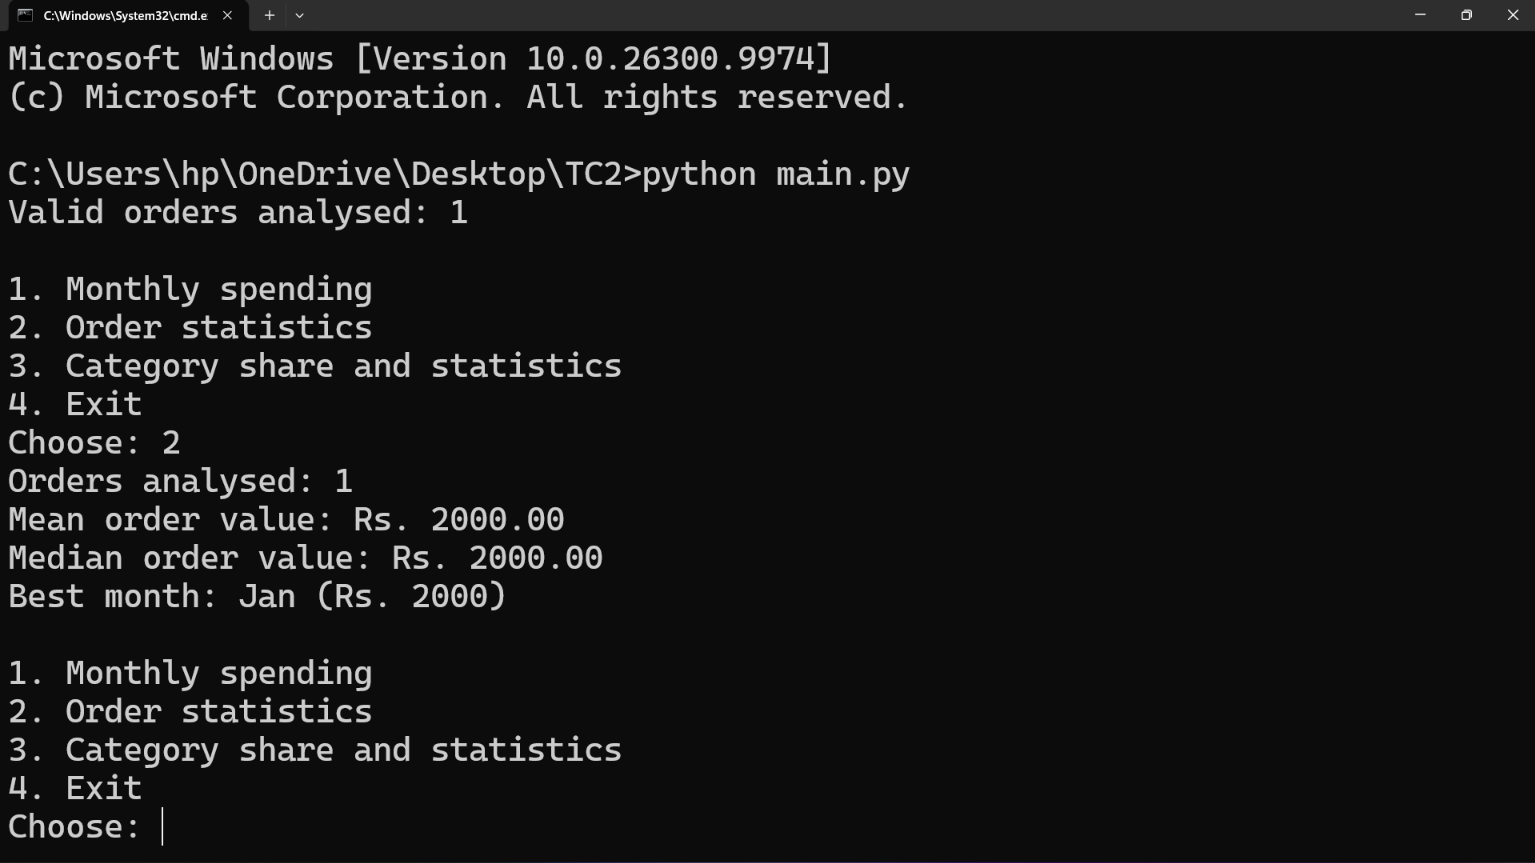 C:\Windows\System32\cmd.e
Microsoft Windows [Version 10.0.26300.9974]
(c) Microsoft Corporation. All rights reserved.
C:\Users\hp\OneDrive\Desktop\TC2>python main.py
Valid orders analysed: 1
1. Monthly spending
2. Order statistics
3. Category share and statistics
4. Exit
Choose: 2
Orders analysed: 1
Mean order value: Rs. 2000.00
Median order value: Rs. 2000.00
Best month: Jan (Rs. 2000)
1. Monthly spending
2. Order statistics
3. Category share and statistics
4. Exit
Choose: